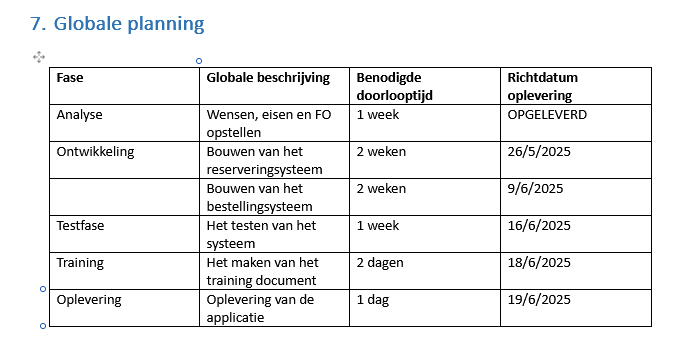 7. Globale planning
Fase Globale beschrijving Benodigde doorlooptijd Richtdatum oplevering
Analyse Wensen, eisen en FO opstellen 1 week OPGELEVERD
Ontwikkeling Bouwen van het reserveringsysteem 2 weken 26/5/2025
Bouwen van het bestellingsysteem 2 weken 9/6/2025
Testfase Het testen van het systeem 1 week 16/6/2025
Training Het maken van het training document 2 dagen 18/6/2025
Oplevering Oplevering van de applicatie 1 dag 19/6/2025